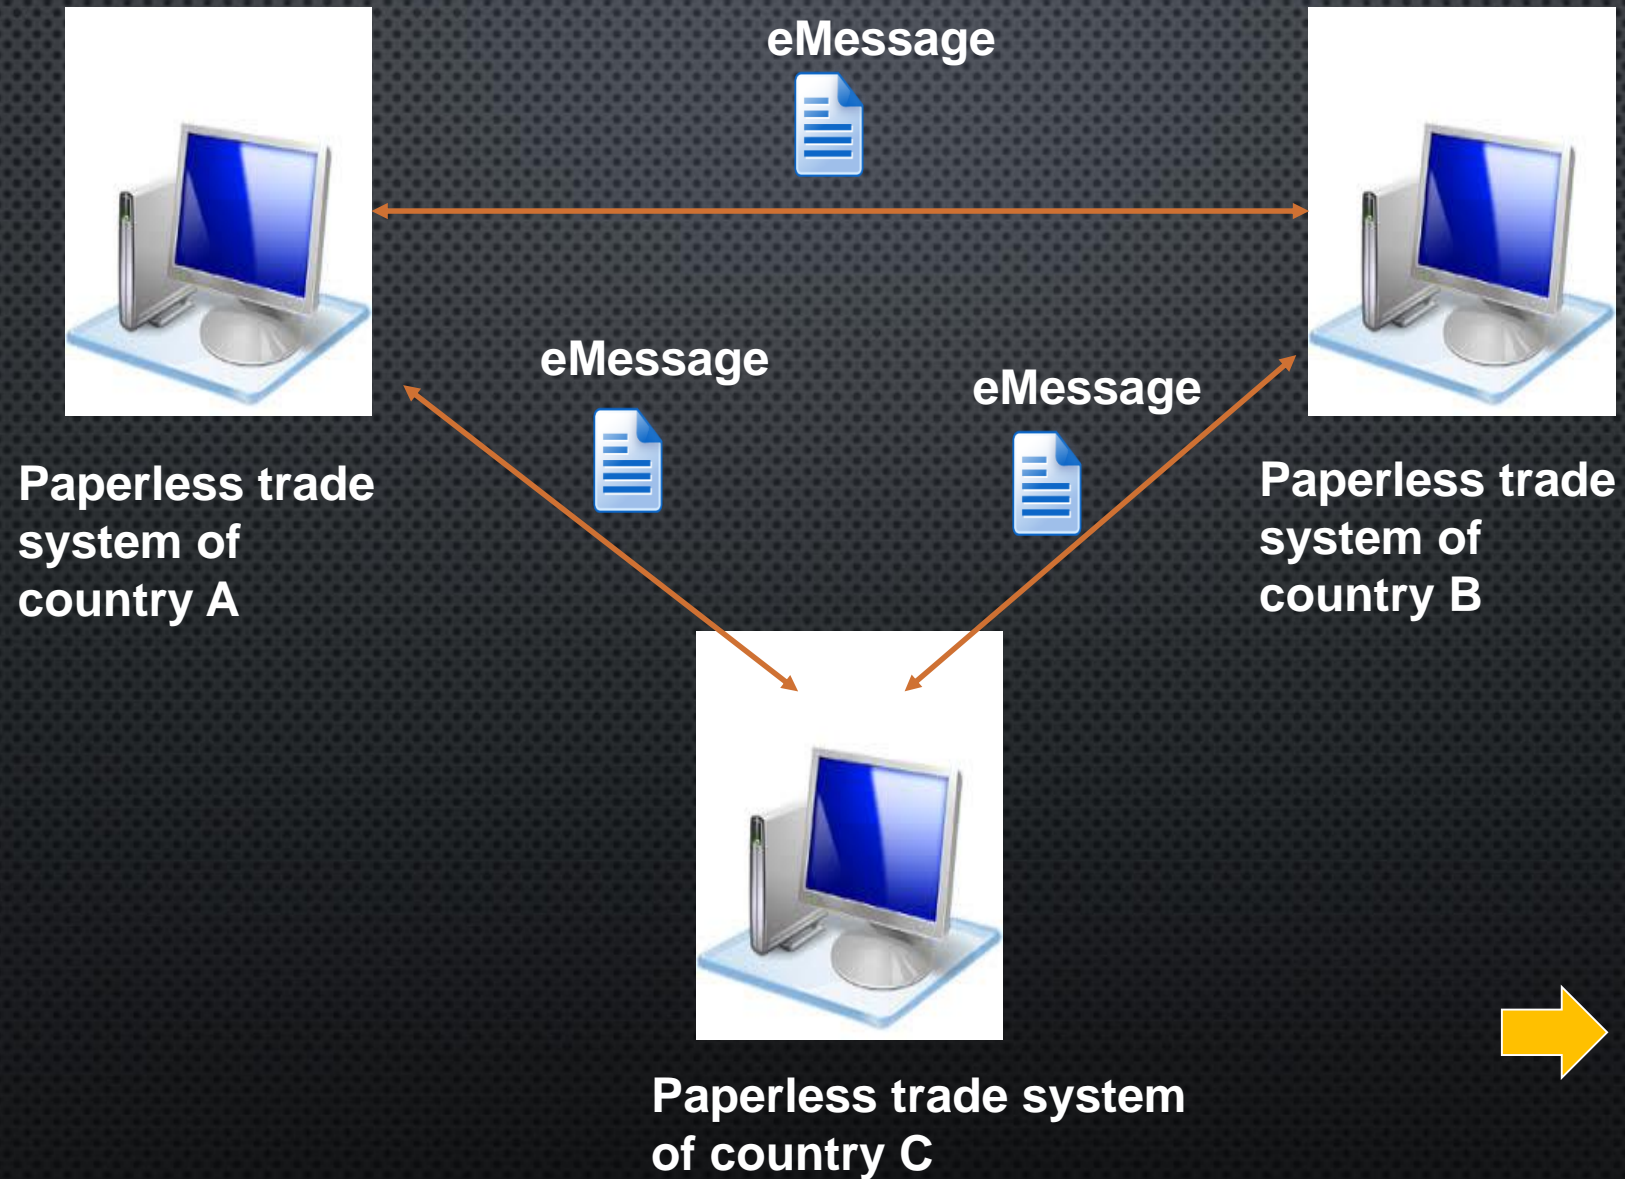 eMessage
eMessage
eMessage
Paperless trade
system of
country A
Paperless trade
system of
country B
Paperless trade system
of country C